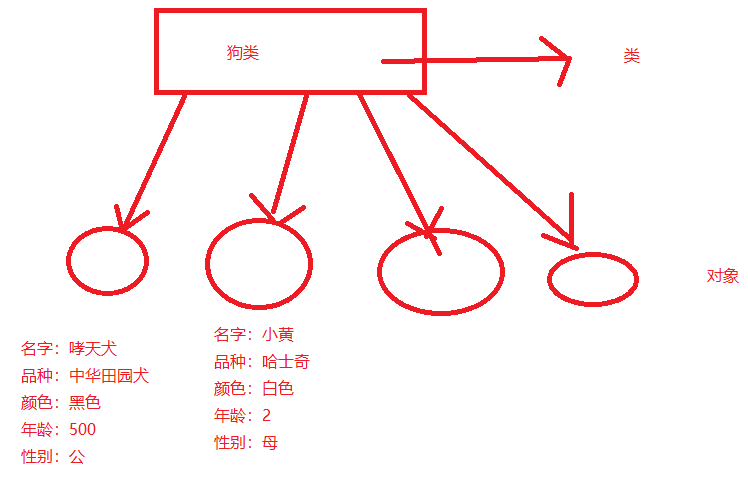 狗类
类
对象
名字：哮天犬
品种：中华田园犬
颜色：黑色
年龄：500
性别：公
名字：小黄
品种：哈士奇
颜色：白色
年龄：2
性别：母